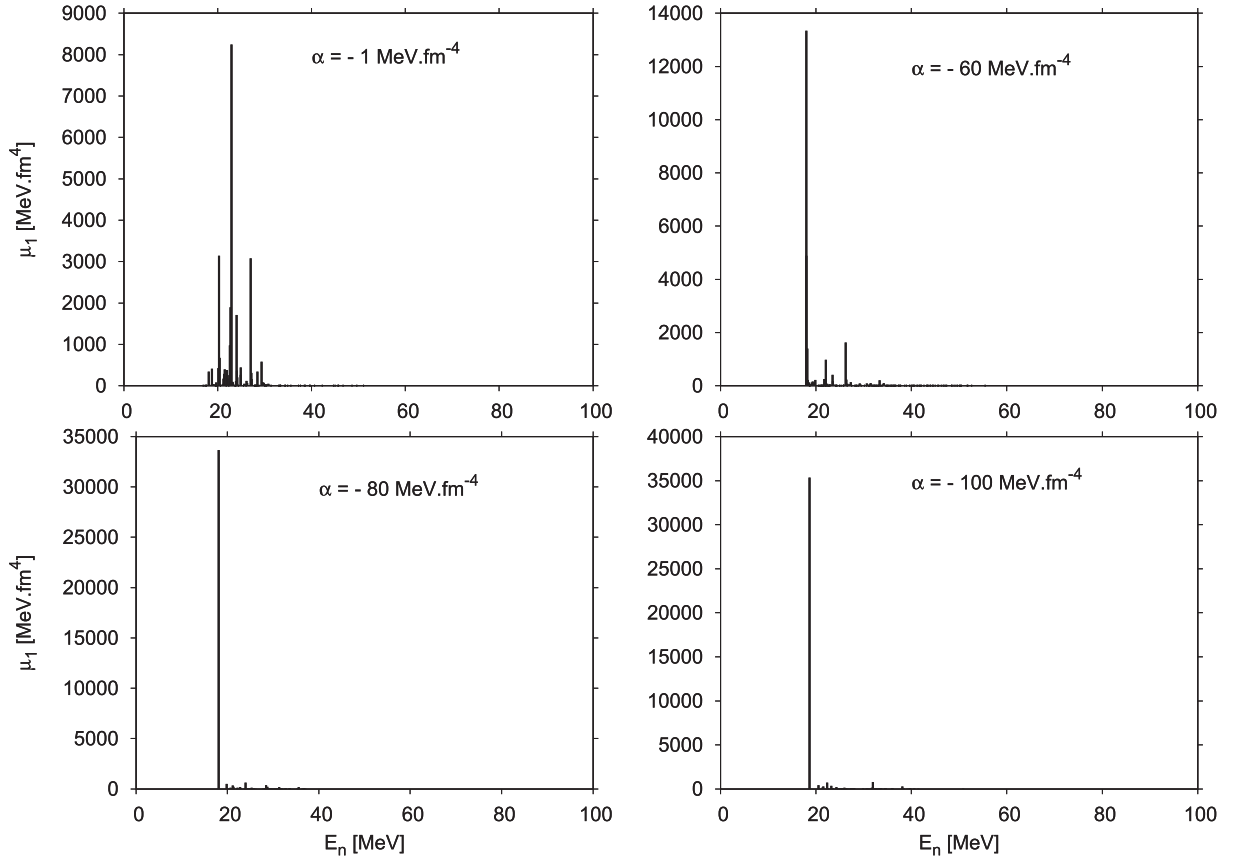 9000
8000
7000
6000
5000
4000
3000
2000
1000
0
μ1 [MeV.fm4]
α = - 1 MeV.fm-4
0 20 40 60 80 100
14000
12000
10000
8000
6000
4000
2000
0
α = - 60 MeV.fm-4
0 20 40 60 80 100
35000
30000
25000
20000
15000
10000
5000
0
μ1 [MeV.fm4]
α = - 80 MeV.fm-4
0 20 40 60 80 100
En [MeV]
40000
35000
30000
25000
20000
15000
10000
5000
0
α = - 100 MeV.fm-4
0 20 40 60 80 100
En [MeV]